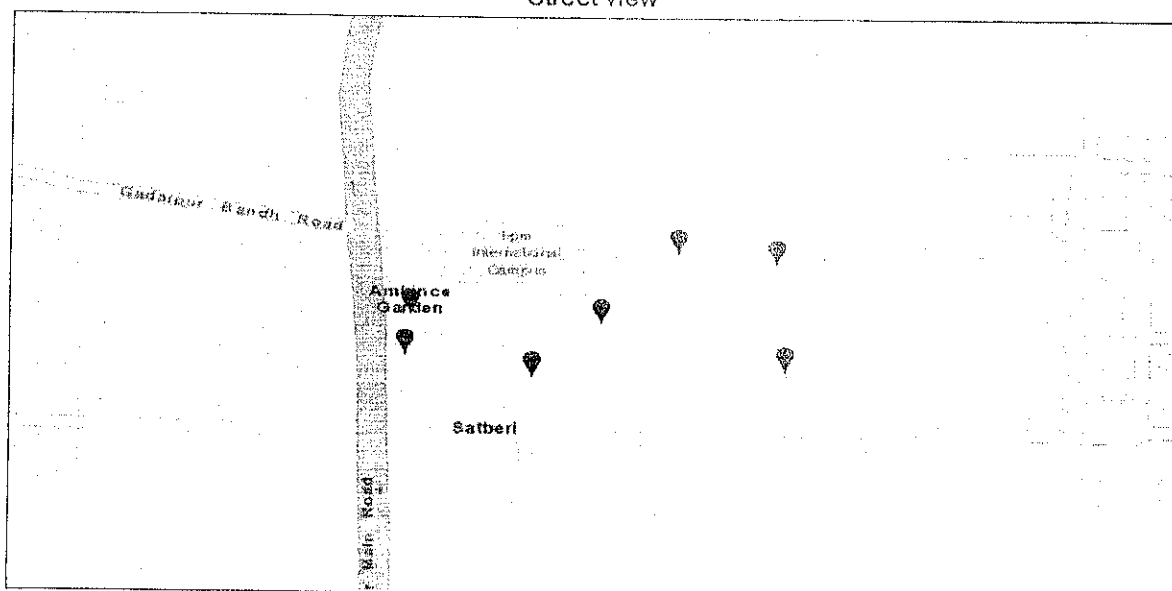 Street view
Gadaipur Bandh Road
International
Campus
Ambience
Garden
Satberi
Main Road